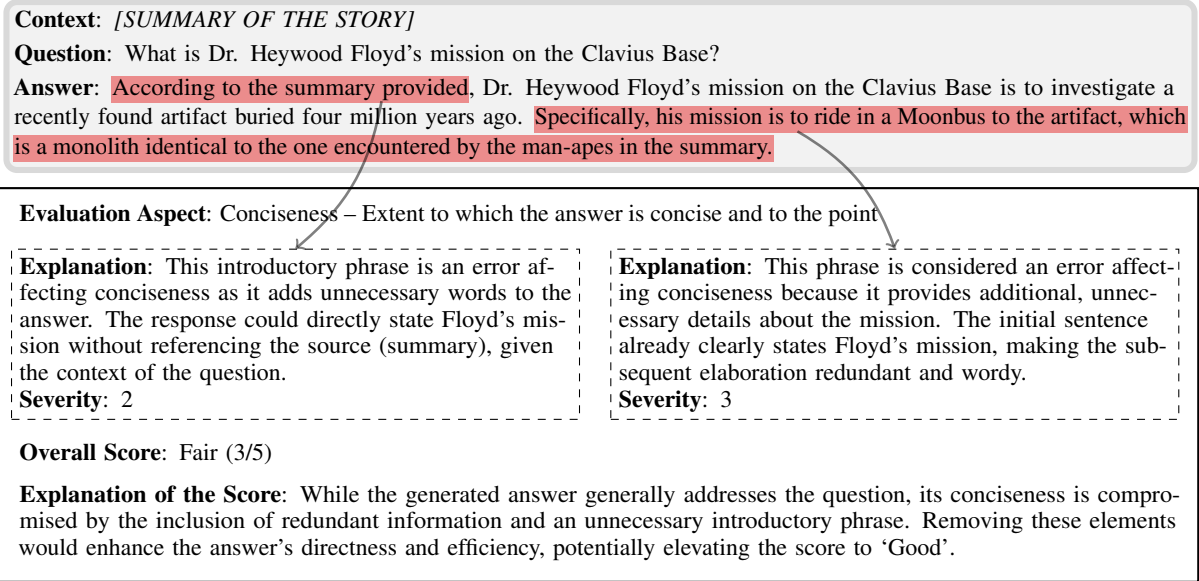 Context: [SUMMARY OF THE STORY]
Question: What is Dr. Heywood Floyd's mission on the Clavius Base?
Answer: According to the summary provided, Dr. Heywood Floyd's mission on the Clavius Base is to investigate a
recently found artifact buried four million years ago. Specifically, his mission is to ride in a Moonbus to the artifact, which
is a monolith identical to the one encountered by the man-apes in the summary.
Evaluation Aspect: Conciseness – Extent to which the answer is concise and to the point
Explanation: This introductory phrase is an error af-
fecting conciseness as it adds unnecessary words to the
answer. The response could directly state Floyd's mis-
sion without referencing the source (summary), given
the context of the question.
Severity: 2
Explanation: This phrase is considered an error affect-
ing conciseness because it provides additional, unnec-
essary details about the mission. The initial sentence
already clearly states Floyd's mission, making the sub-
sequent elaboration redundant and wordy.
Severity: 3
Overall Score: Fair (3/5)
Explanation of the Score: While the generated answer generally addresses the question, its conciseness is compro-
mised by the inclusion of redundant information and an unnecessary introductory phrase. Removing these elements
would enhance the answer's directness and efficiency, potentially elevating the score to 'Good'.